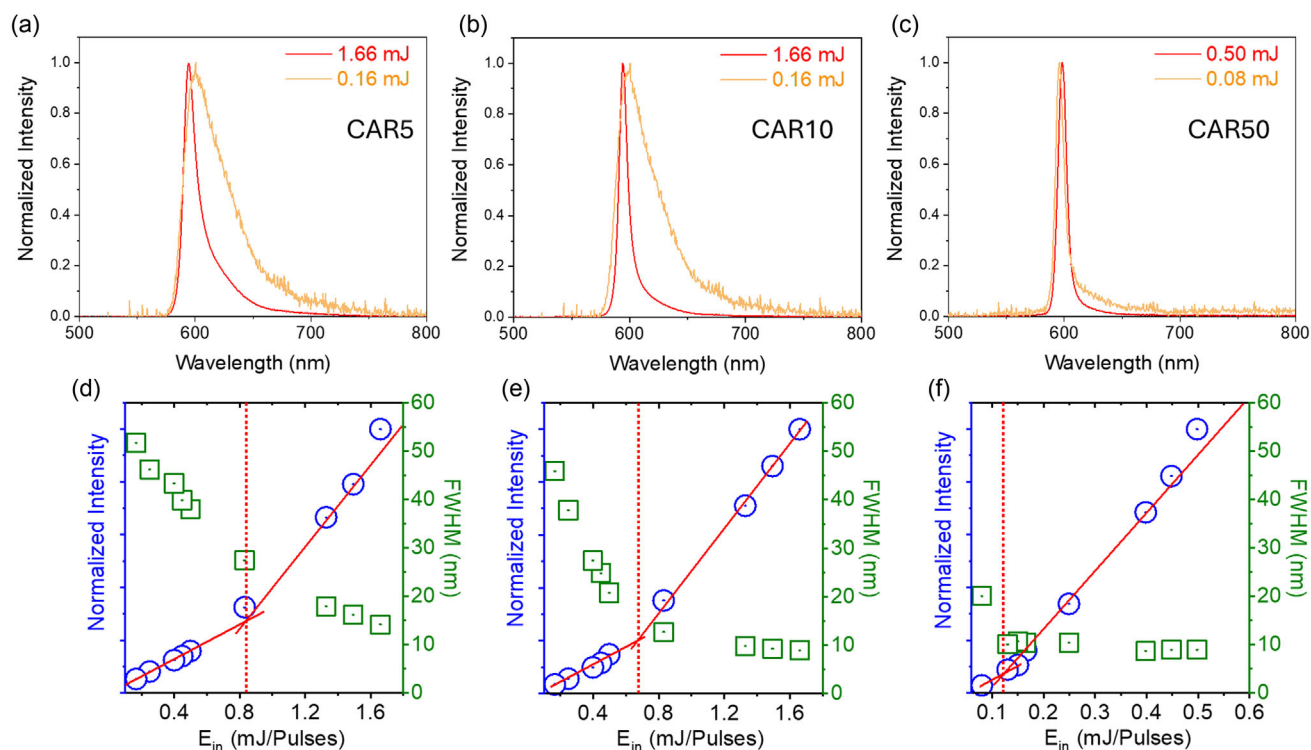 (a)
1.66 mJ
0.16 mJ
CAR5
Normalized Intensity
1.0
0.8
0.6
0.4
0.2
0.0
500
600
700
800
Wavelength (nm)
(b)
1.66 mJ
0.16 mJ
CAR10
Normalized Intensity
1.0
0.8
0.6
0.4
0.2
0.0
500
600
700
800
Wavelength (nm)
(c)
0.50 mJ
0.08 mJ
CAR50
Normalized Intensity
1.0
0.8
0.6
0.4
0.2
0.0
500
600
700
800
Wavelength (nm)
(d)
Normalized Intensity
60
50
40
30
20
10
0
FWHM (nm)
0.4
0.8
1.2
1.6
E_in (mJ/Pulses)
(e)
Normalized Intensity
60
50
40
30
20
10
0
FWHM (nm)
0.4
0.8
1.2
1.6
E_in (mJ/Pulses)
(f)
Normalized Intensity
60
50
40
30
20
10
0
FWHM (nm)
0.1
0.2
0.3
0.4
0.5
0.6
E_in (mJ/Pulses)